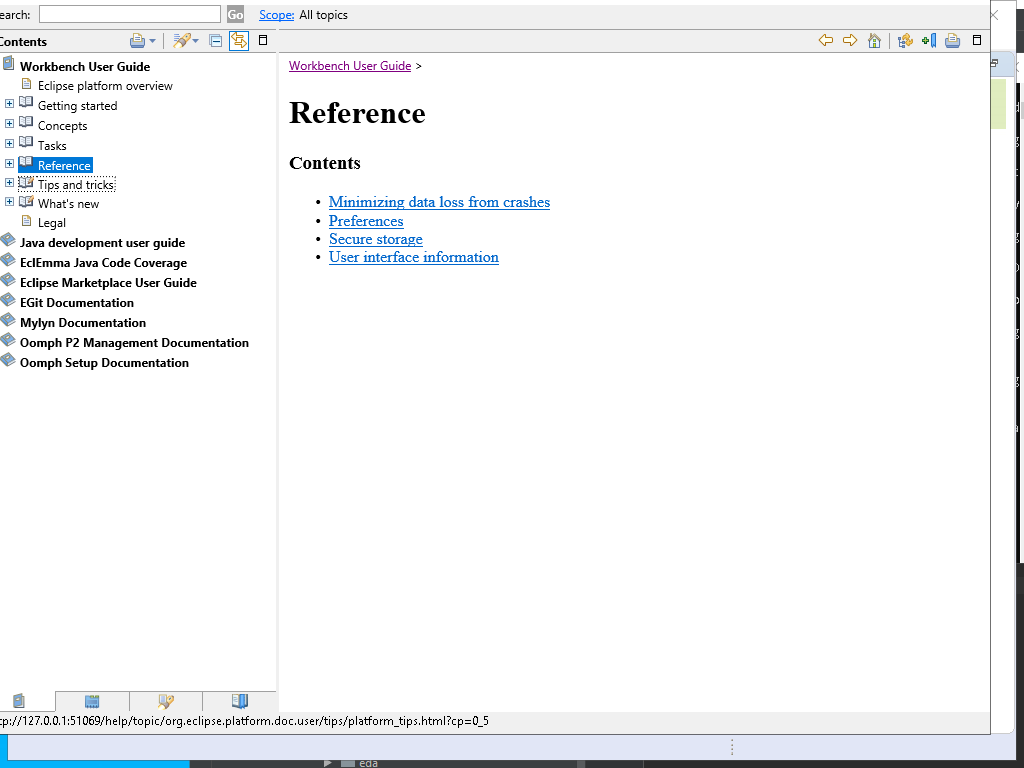 earch: Go Scope: All topics
Contents
Workbench User Guide >
Workbench User Guide
Eclipse platform overview
Getting started
Concepts
Tasks
Reference
Tips and tricks
What's new
Legal
Java development user guide
EclEmma Java Code Coverage
Eclipse Marketplace User Guide
EGit Documentation
Mylyn Documentation
Oomph P2 Management Documentation
Oomph Setup Documentation
Reference
Contents
• Minimizing data loss from crashes
• Preferences
• Secure storage
• User interface information
cp://127.0.0.1:51069/help/topic/org.eclipse.platform.doc.user/tips/platform_tips.html?cp=0_5
eda